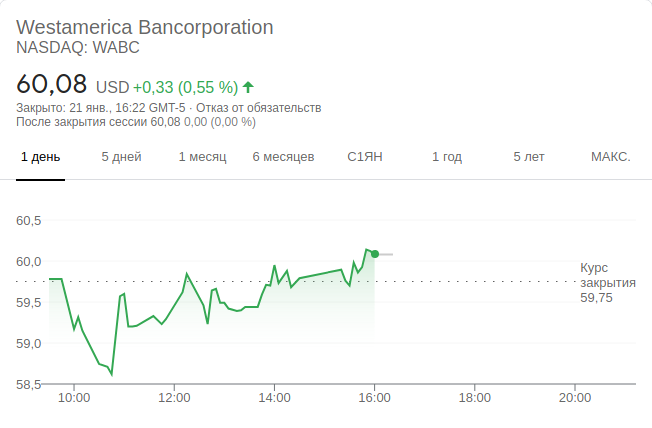 Westamerica Bancorporation
NASDAQ: WABC
60,08 USD +0,33 (0,55 %)
Закрыто: 21 янв., 16:22 GMT-5 · Отказ от обязательств
После закрытия сессии 60,08 0,00 (0,00 %)
1 день 5 дней 1 месяц 6 месяцев С1ЯН 1 год 5 лет МАКС.
60,5
60,0
Курс
закрытия
59,75
59,5
59,0
58,5
10:00 12:00 14:00 16:00 18:00 20:00